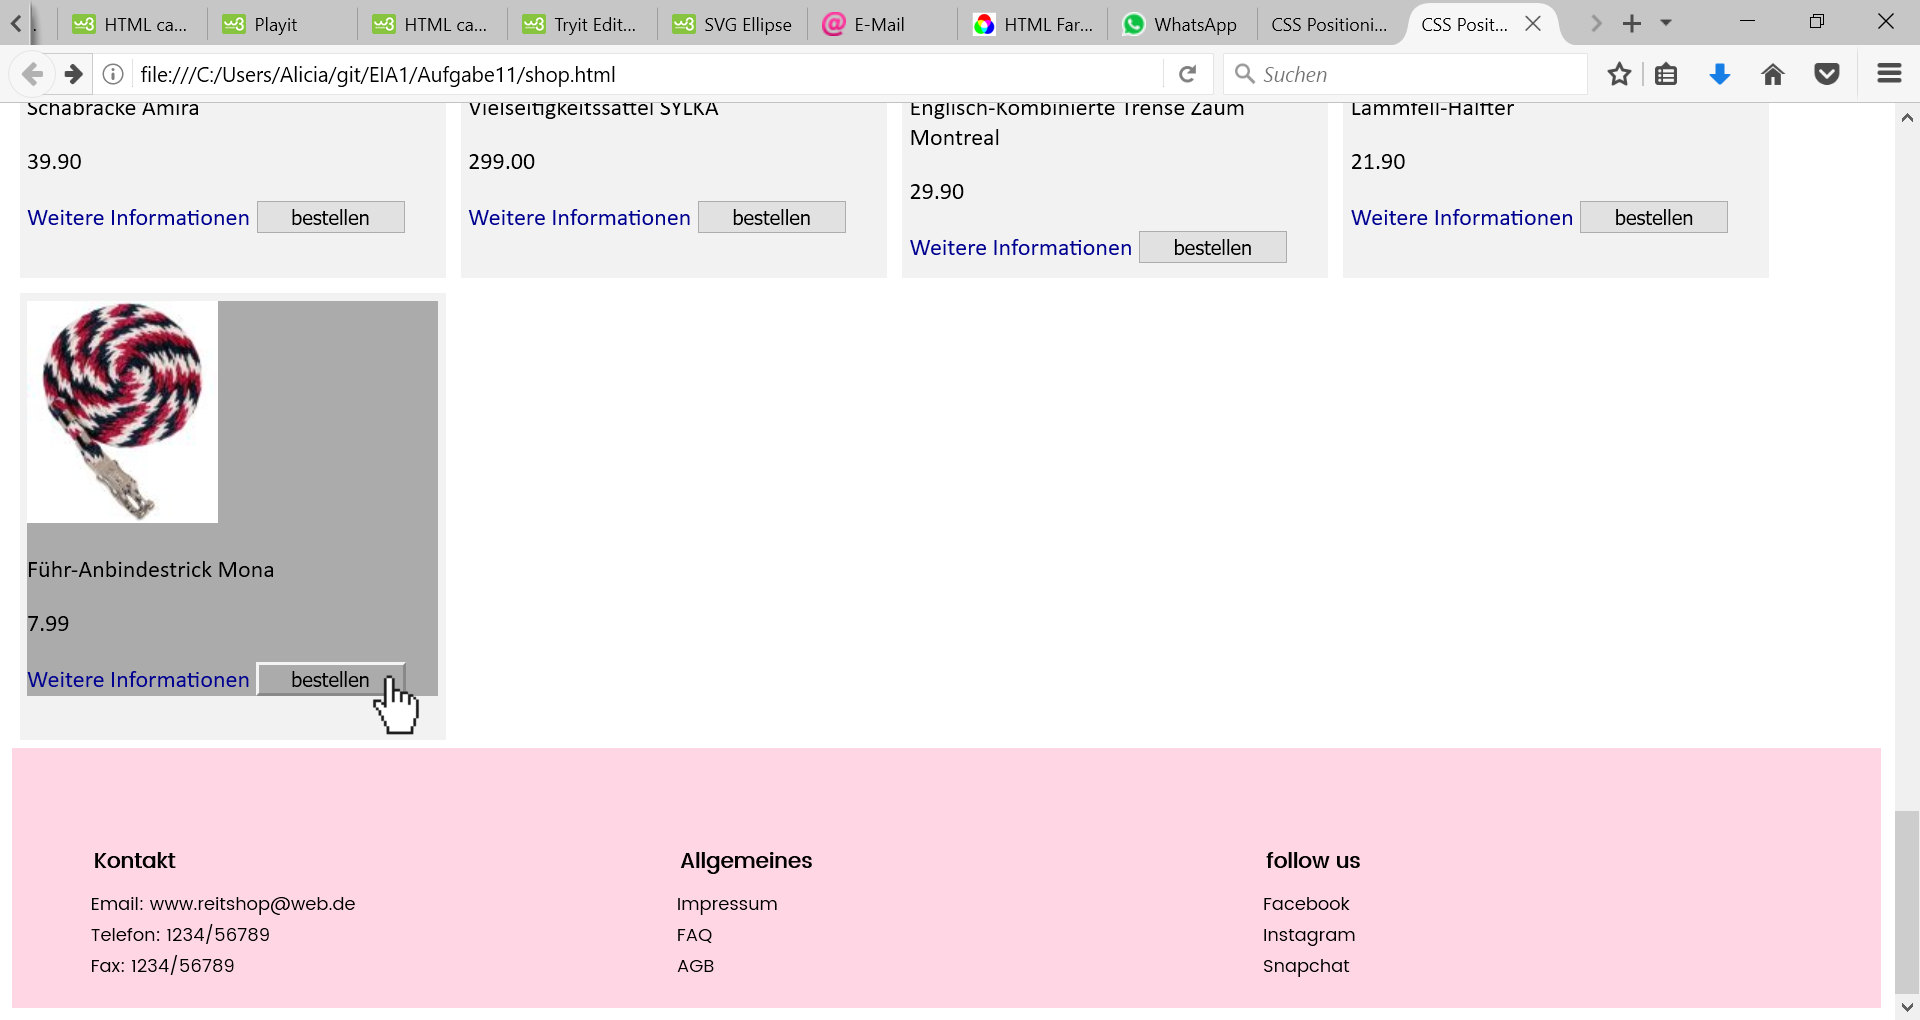 HTML ca...
Playit
HTML ca...
Tryit Edit...
SVG Ellipse
E-Mail
HTML Far...
WhatsApp
CSS Positioni...
CSS Posit...
file:///C:/Users/Alicia/git/EIA1/Aufgabe11/shop.html
Suchen
Schabracke Amira
39.90
Weitere Informationen bestellen
Vielseitigkeitssattel SYLKA
299.00
Weitere Informationen bestellen
Englisch-Kombinierte Trense Zaum
Montreal
29.90
Weitere Informationen bestellen
Lammfell-Halfter
21.90
Weitere Informationen bestellen
Führ-Anbindestrick Mona
7.99
Weitere Informationen bestellen
Kontakt
Email: www.reitshop@web.de
Telefon: 1234/56789
Fax: 1234/56789
Allgemeines
Impressum
FAQ
AGB
follow us
Facebook
Instagram
Snapchat